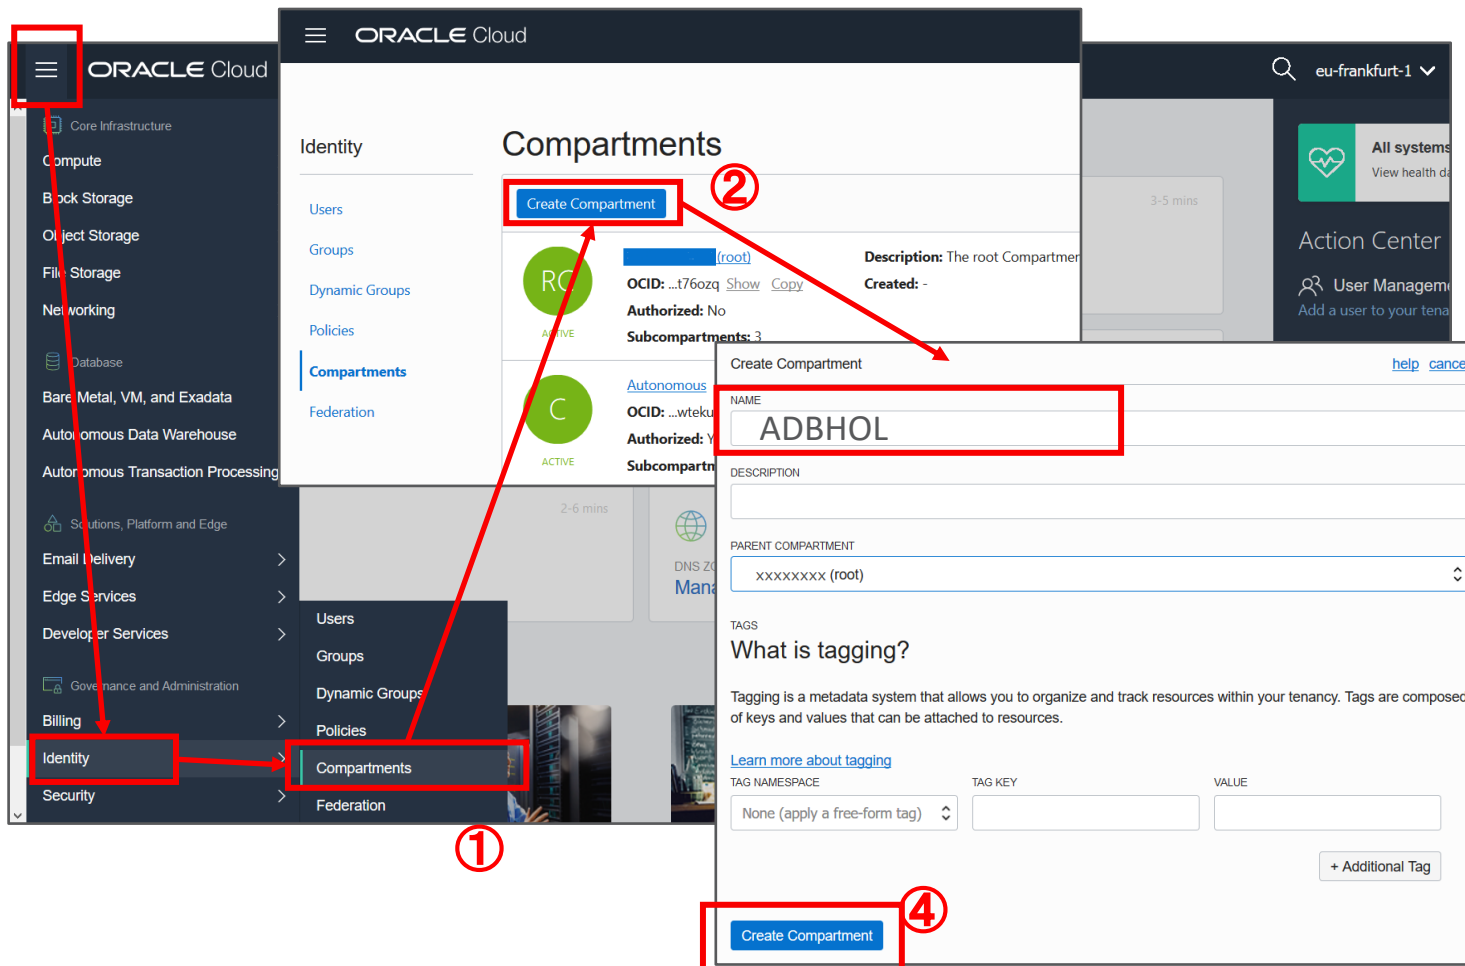 ORACLE Cloud
Core Infrastructure
Compute
Block Storage
Object Storage
File Storage
Networking
Database
Bare Metal, VM, and Exadata
Autonomous Data Warehouse
Autonomous Transaction Processing
Solutions, Platform and Edge
Email Delivery
Edge Services
Developer Services
Governance and Administration
Billing
Identity
Security
Users
Groups
Dynamic Groups
Policies
Compartments
Federation
①
ORACLE Cloud
Identity
Users
Groups
Dynamic Groups
Policies
Compartments
Federation
Compartments
②
Create Compartment
RC
ACTIVE
(root)
OCID: ...t76ozq Show Copy
Authorized: No
Subcompartments: 3
Description: The root Compartmen
Created: -
C
ACTIVE
Autonomous
OCID: ...wteku
Authorized: Y
Subcompartm
eu-frankfurt-1
3-5 mins
All systems
View health da
Action Center
User Manageme
Add a user to your tena
2-6 mins
DNS ZO
Mana
Create Compartment
help cance
NAME
ADBHOL
DESCRIPTION
PARENT COMPARTMENT
xxxxxxxx (root)
TAGS
What is tagging?
Tagging is a metadata system that allows you to organize and track resources within your tenancy. Tags are composed
of keys and values that can be attached to resources.
Learn more about tagging
TAG NAMESPACE TAG KEY VALUE
None (apply a free-form tag)
+ Additional Tag
④
Create Compartment